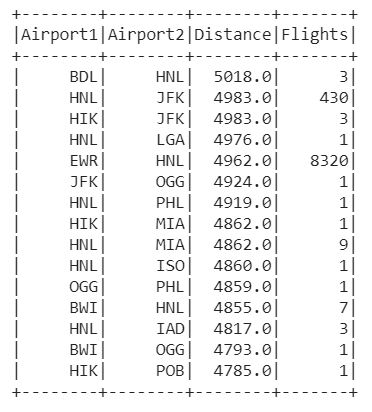 +--------+--------+--------+-------+
|Airport1|Airport2|Distance|Flights|
+--------+--------+--------+-------+
|     BDL|     HNL|  5018.0|      3|
|     HNL|     JFK|  4983.0|    430|
|     HIK|     JFK|  4983.0|      3|
|     HNL|     LGA|  4976.0|      1|
|     EWR|     HNL|  4962.0|   8320|
|     JFK|     OGG|  4924.0|      1|
|     HNL|     PHL|  4919.0|      1|
|     HIK|     MIA|  4862.0|      1|
|     HNL|     MIA|  4862.0|      9|
|     HNL|     ISO|  4860.0|      1|
|     OGG|     PHL|  4859.0|      1|
|     BWI|     HNL|  4855.0|      7|
|     HNL|     IAD|  4817.0|      3|
|     BWI|     OGG|  4793.0|      1|
|     HIK|     POB|  4785.0|      1|
+--------+--------+--------+-------+